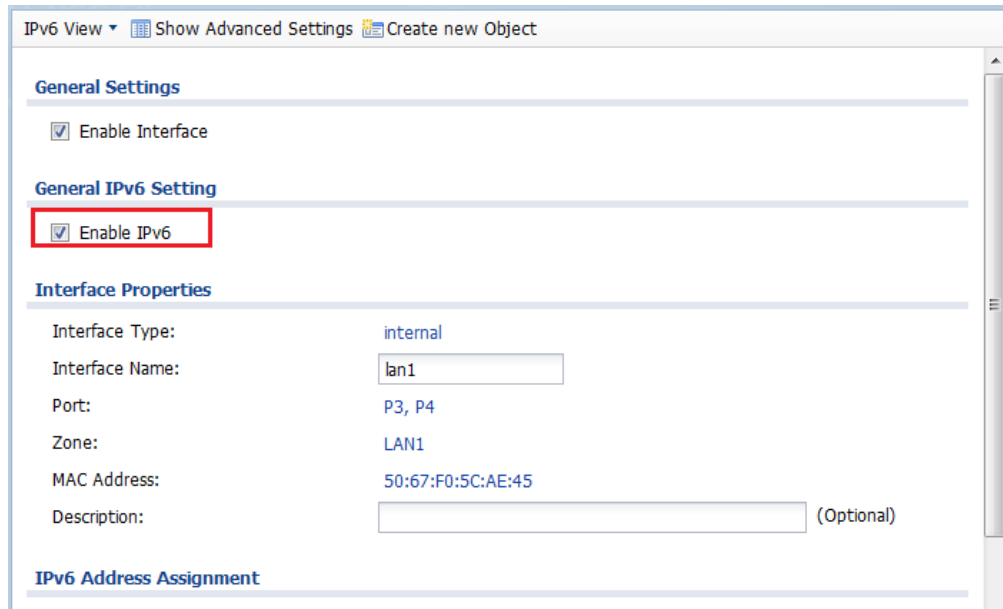 IPv6 View Show Advanced Settings Create new Object
General Settings
Enable Interface
General IPv6 Setting
Enable IPv6
Interface Properties
Interface Type: internal
Interface Name: lan1
Port: P3, P4
Zone: LAN1
MAC Address: 50:67:F0:5C:AE:45
Description: (Optional)
IPv6 Address Assignment